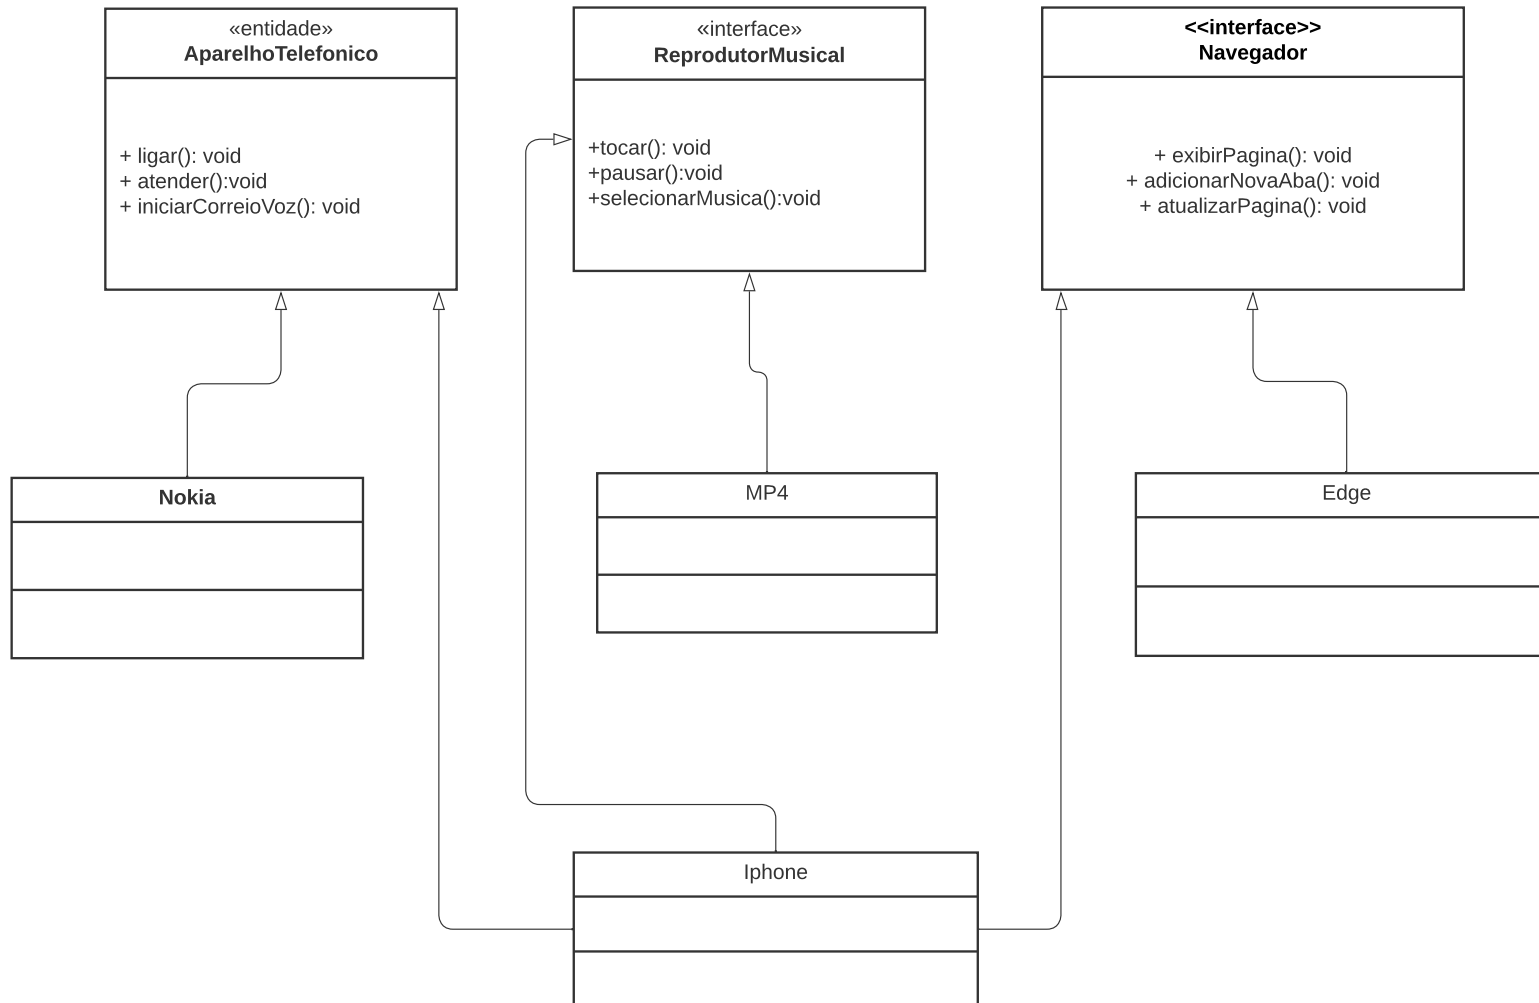 «entidade»
AparelhoTelefonico
+ ligar(): void
+ atender():void
+ iniciarCorreioVoz(): void
«interface»
ReprodutorMusical
+tocar(): void
+pausar():void
+selecionarMusica():void
<<interface>>
Navegador
+ exibirPagina(): void
+ adicionarNovaAba(): void
+ atualizarPagina(): void
Nokia
MP4
Edge
Iphone